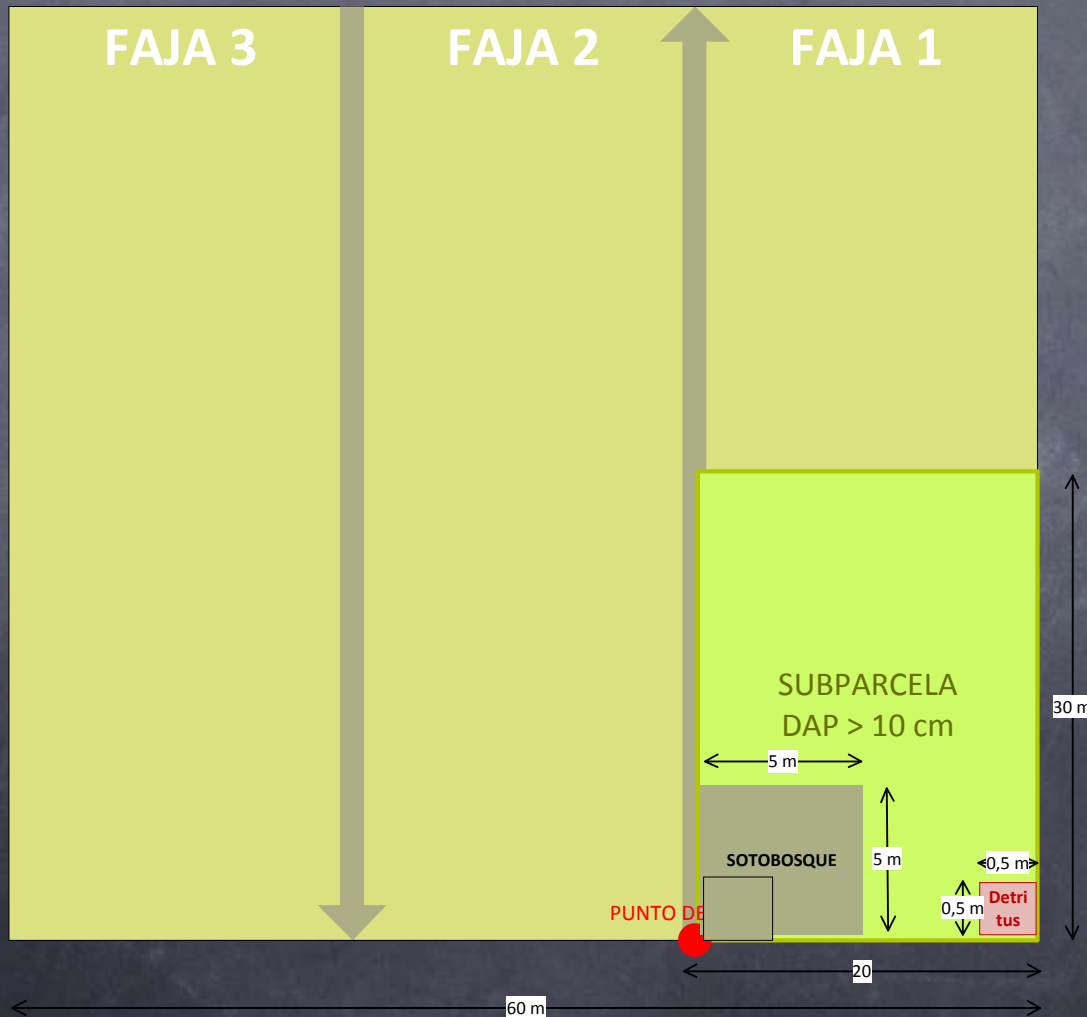 FAJA 3
FAJA 2
FAJA 1
SUBPARCELA
DAP > 10 cm
30 m
5 m
SOTOBOSQUE
5 m
0,5 m
0,5 m
Detri
tus
PUNTO DE
20
60 m